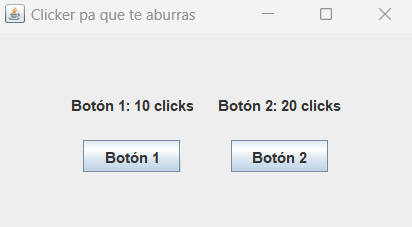 Clicker pa que te aburras
Botón 1: 10 clicks Botón 2: 20 clicks
Botón 1 Botón 2